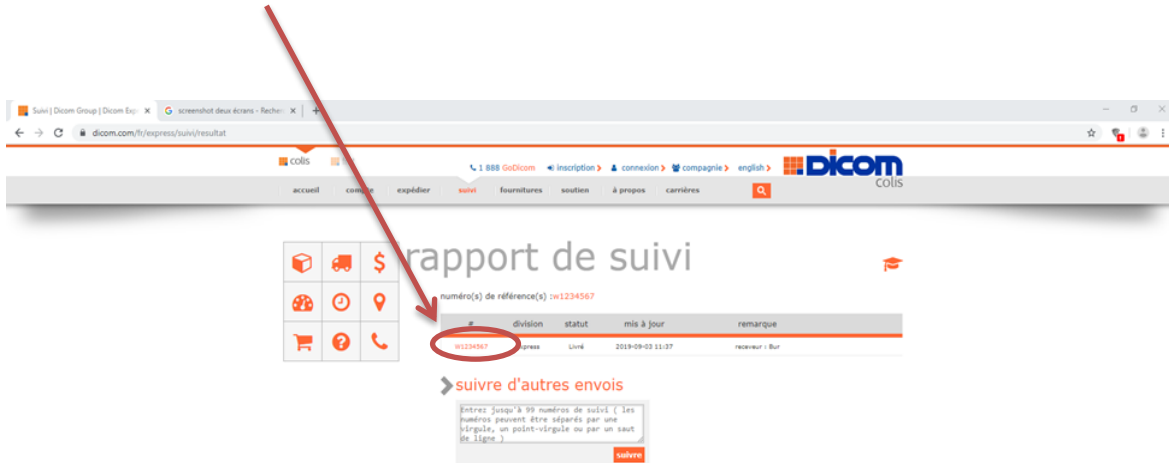 Suivi | Dicom Group | Dicom Exp
screenshot deux écrans - Recher
dicom.com/fr/express/suivi/resultat
colis
1 888 GoDicom inscription connexion compagnie english
DICOM
colis
accueil compte expédier suivi fournitures soutien à propos carrières
rapport de suivi
numéro(s) de référence(s) :w1234567
# division statut mis à jour remarque
W1234567 Express Livré 2019-09-03 11:37 receveur : Bur
suivre d'autres envois
Entrez jusqu'à 99 numéros de suivi ( les
numéros peuvent être séparés par une
virgule, un point-virgule ou par un saut
de ligne )
suivre